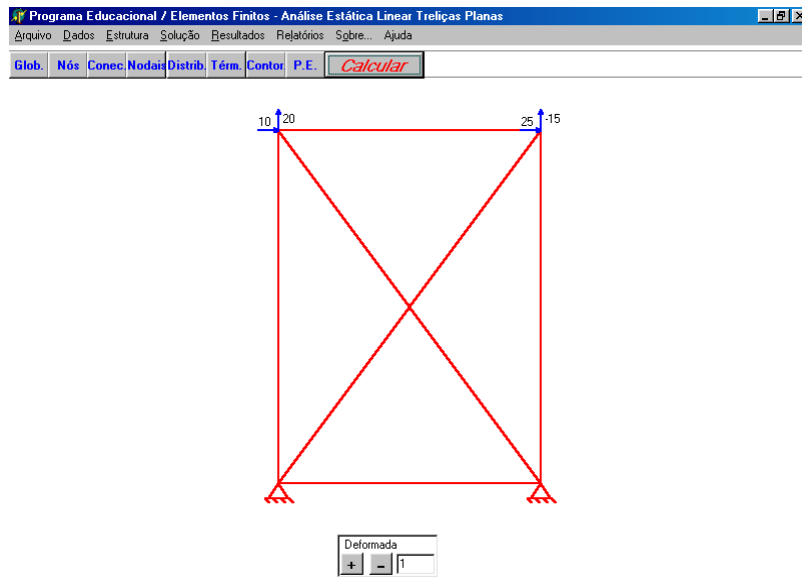 Programa Educacional / Elementos Finitos - Análise Estática Linear Treliças Planas
Arquivo Dados Estrutura Solução Resultados Relatórios Sobre... Ajuda
Glob. Nós Conec. Nodais Distrib. Térm. Contor P.E. Calcular
10 20 25 -15
Deformada
+ - 1